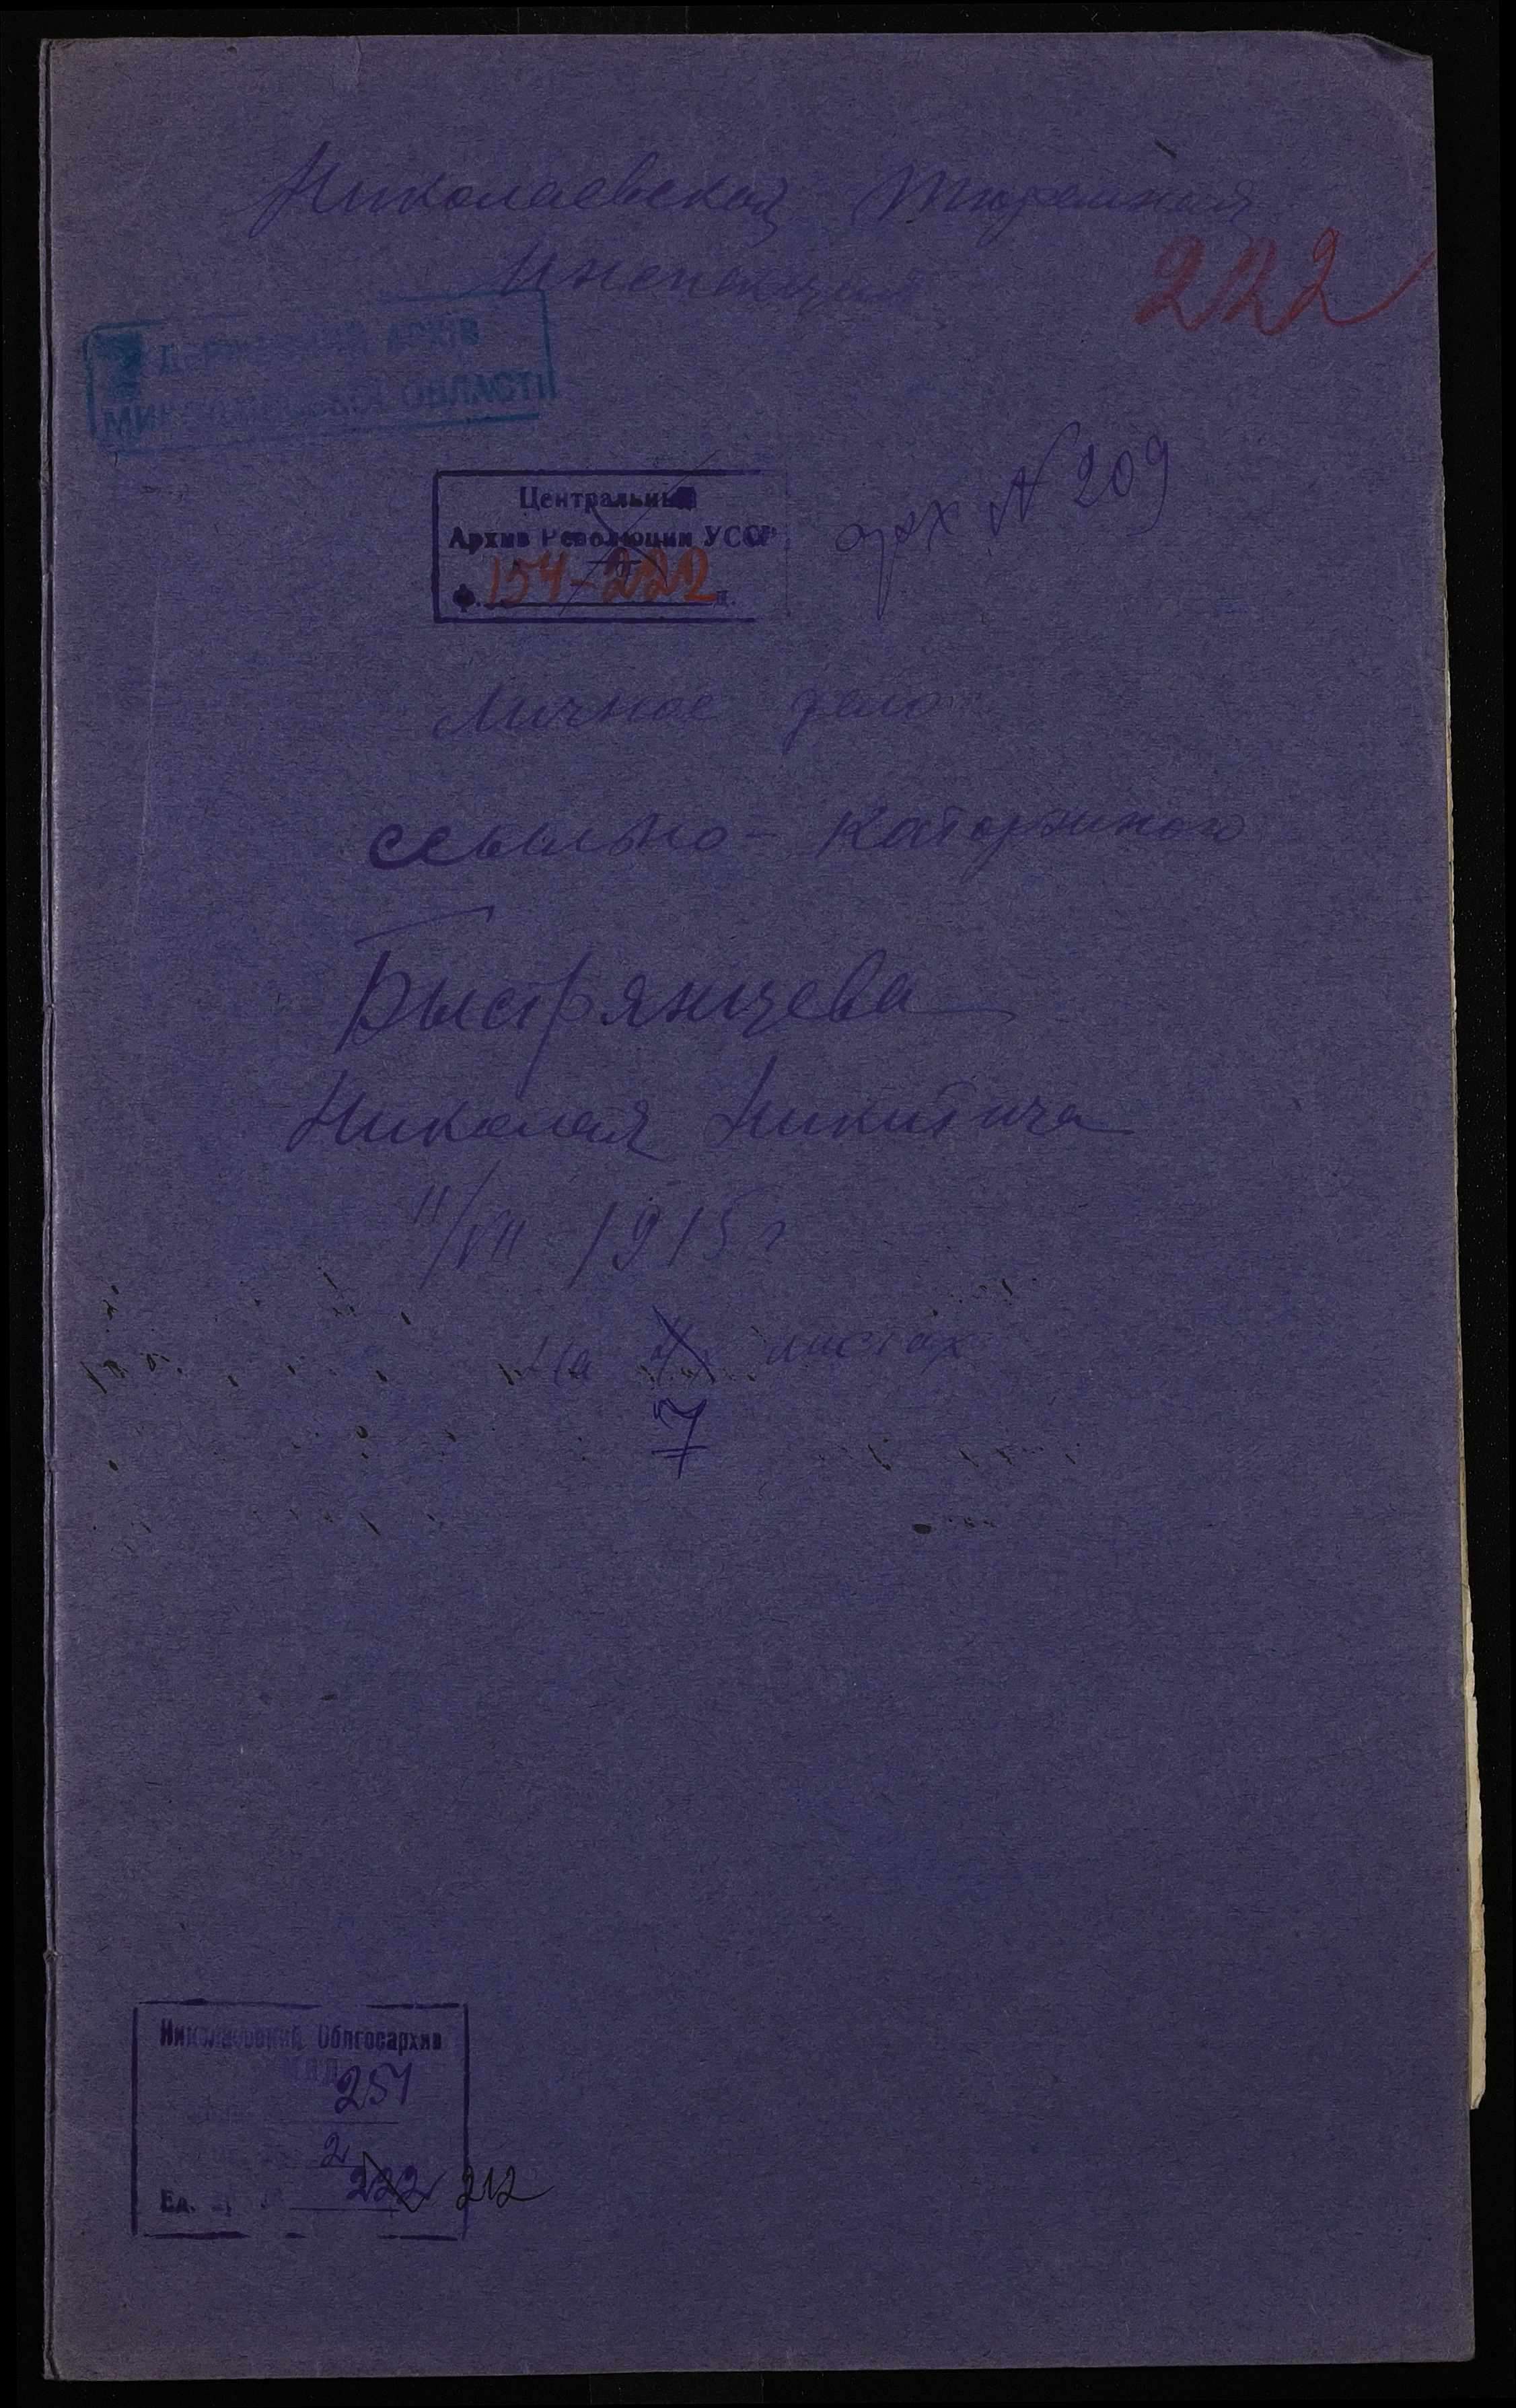 Николаевская Тюремная
Инспекция
222
ДЕРЖАВНИЙ АРХІВ
МИКОЛАЇВСЬКОЇ ОБЛАСТІ
Центральный
Архив Революции УССР
Ф. 154-222 д.
арх № 209
Личное дело
ссыльно-каторжного
Быстрянцева
Николая Никитича
11/VII 1915 г
На листах
7
Николаевский Облгосархив
251
2
Ед. 222 212